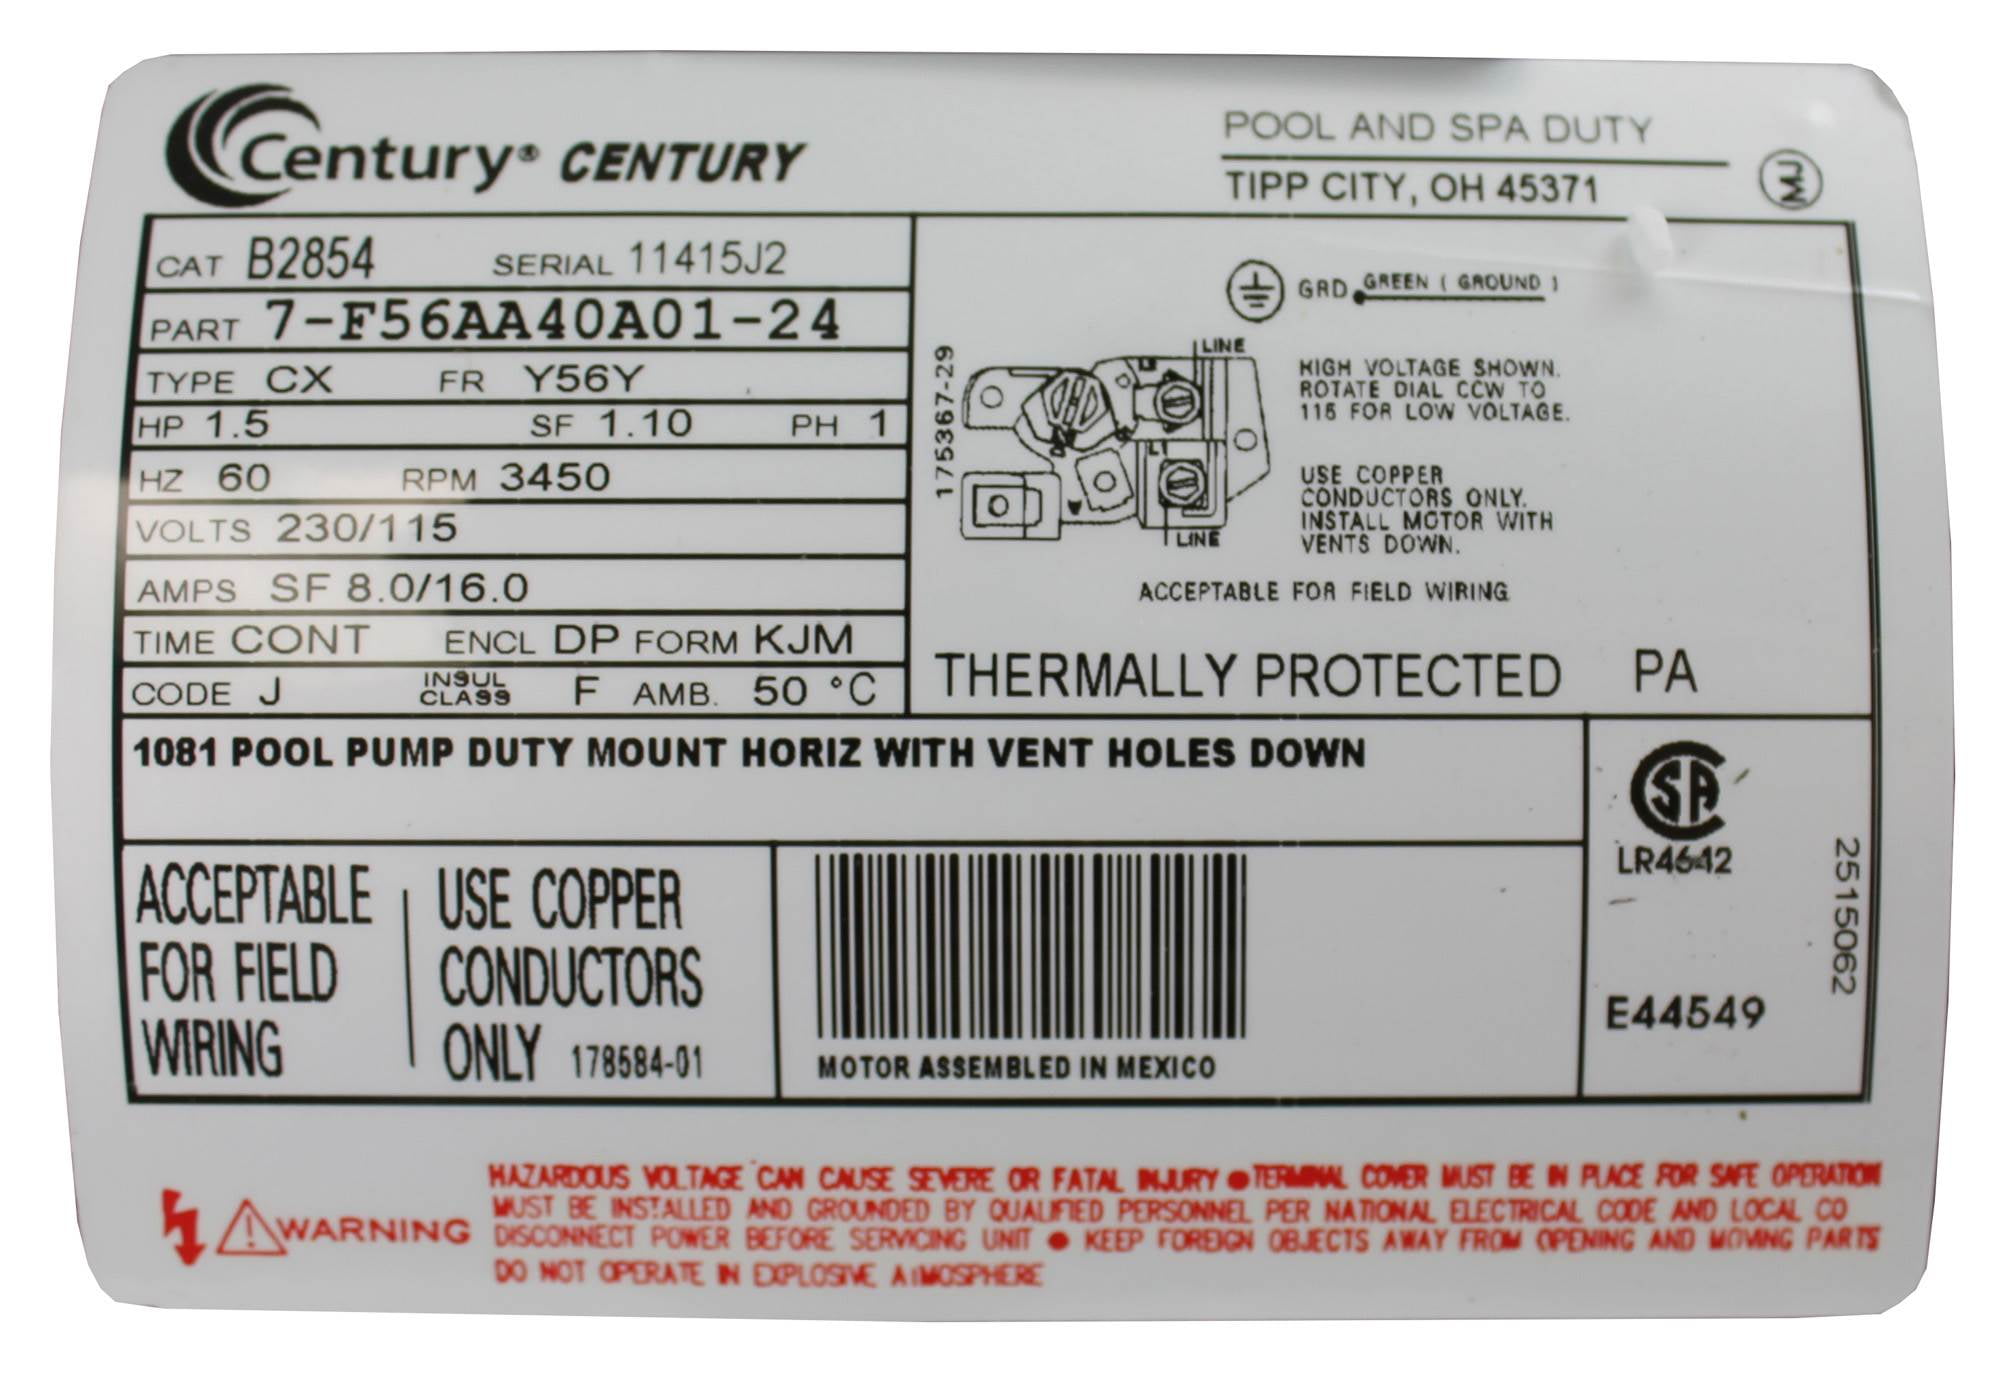 Century® CENTURY
POOL AND SPA DUTY
TIPP CITY, OH 45371
MJ
CAT B2854 SERIAL 11415J2
PART 7-F56AA40A01-24
TYPE CX FR Y56Y
HP 1.5 SF 1.10 PH 1
HZ 60 RPM 3450
VOLTS 230/115
AMPS SF 8.0/16.0
TIME CONT ENCL DP FORM KJM
CODE J INSUL CLASS F AMB. 50 °C
GRD GREEN ( GROUND )
175367-29
LINE
L1
LINE
HIGH VOLTAGE SHOWN.
ROTATE DIAL CCW TO
115 FOR LOW VOLTAGE.
USE COPPER
CONDUCTORS ONLY.
INSTALL MOTOR WITH
VENTS DOWN.
ACCEPTABLE FOR FIELD WIRING
THERMALLY PROTECTED PA
1081 POOL PUMP DUTY MOUNT HORIZ WITH VENT HOLES DOWN
ACCEPTABLE
FOR FIELD
WIRING
USE COPPER
CONDUCTORS
ONLY 178584-01
MOTOR ASSEMBLED IN MEXICO
SA
LR4642
E44549
2515062
WARNING
HAZARDOUS VOLTAGE CAN CAUSE SEVERE OR FATAL INJURY ● TERMINAL COVER MUST BE IN PLACE FOR SAFE OPERATION
MUST BE INSTALLED AND GROUNDED BY QUALIFIED PERSONNEL PER NATIONAL ELECTRICAL CODE AND LOCAL CO
DISCONNECT POWER BEFORE SERVICING UNIT ● KEEP FOREIGN OBJECTS AWAY FROM OPENING AND MOVING PARTS
DO NOT OPERATE IN EXPLOSIVE ATMOSPHERE